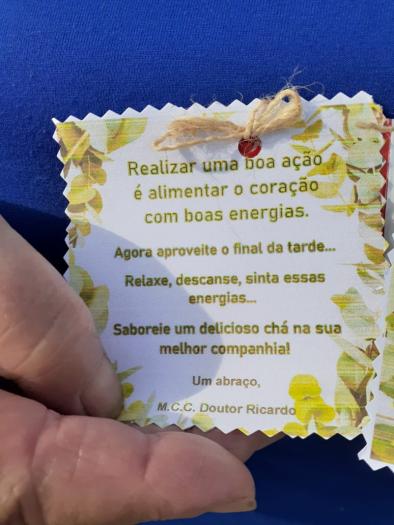 Realizar uma boa ação
é alimentar o coração
com boas energias.
Agora aproveite o final da tarde...
Relaxe, descanse, sinta essas
energias...
Saboreie um delicioso chá na sua
melhor companhia!
Um abraço,
M.C.C. Doutor Ricardo